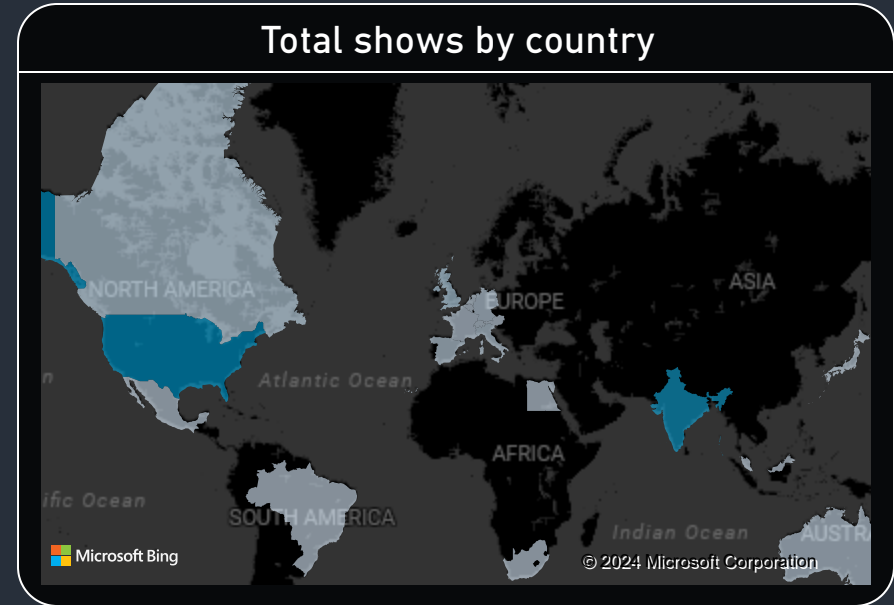 Total shows by country
NORTH AMERICA
EUROPE
ASIA
n
Atlantic Ocean
AFRICA
ific Ocean
SOUTH AMERICA
Indian Ocean
AUSTRA
Microsoft Bing
© 2024 Microsoft Corporation